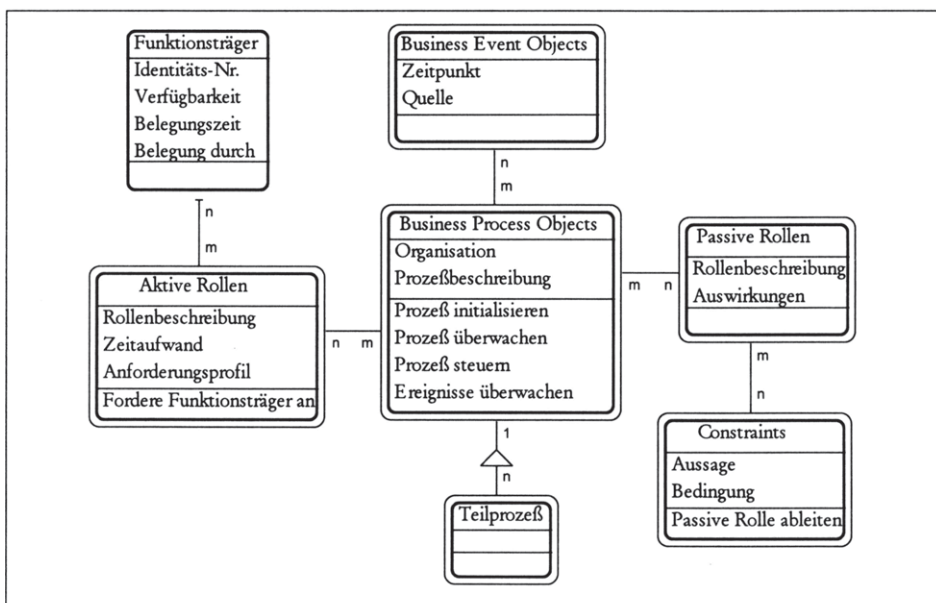 Funktionsträger
Identitäts-Nr.
Verfügbarkeit
Belegungszeit
Belegung durch
Business Event Objects
Zeitpunkt
Quelle
n
m
n
m
Business Process Objects
Organisation
Prozeßbeschreibung
Prozeß initialisieren
Prozeß überwachen
Prozeß steuern
Ereignisse überwachen
Aktive Rollen
Rollenbeschreibung
Zeitaufwand
Anforderungsprofil
Fordere Funktionsträger an
n m
m n
Passive Rollen
Rollenbeschreibung
Auswirkungen
m
n
Constraints
Aussage
Bedingung
Passive Rolle ableiten
1
n
Teilprozeß